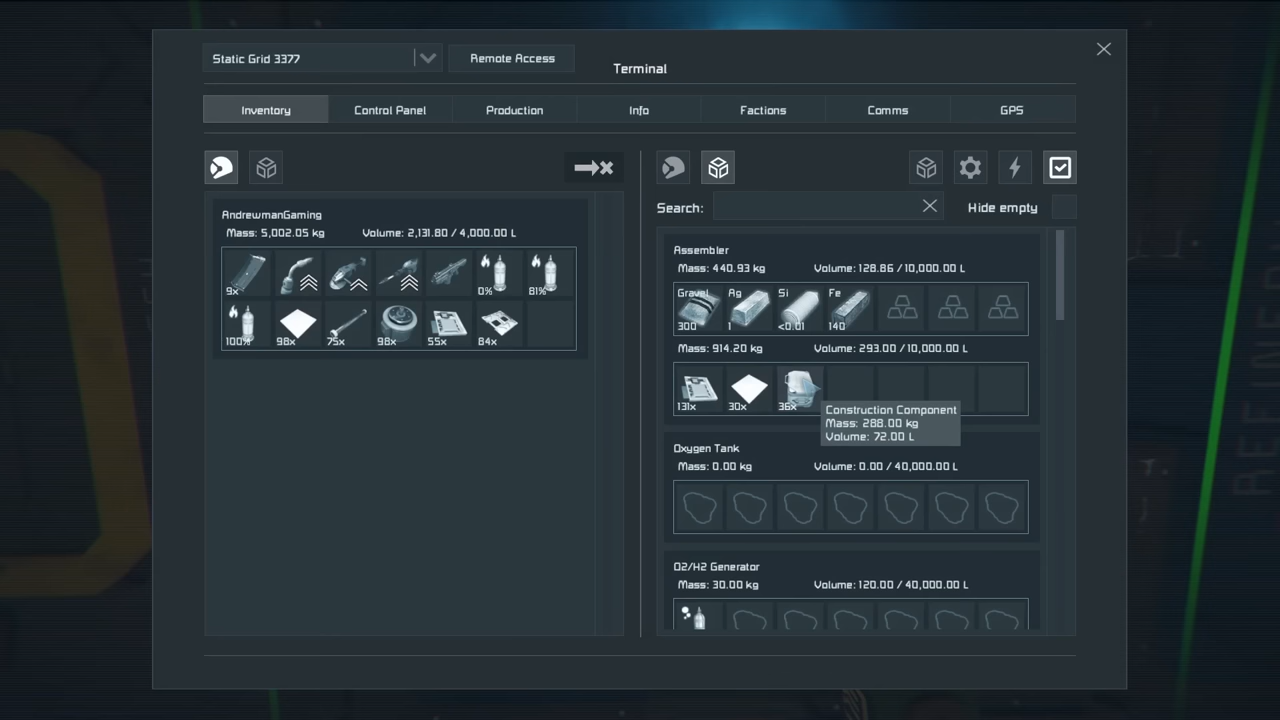 Static Grid 3377
Remote Access
Terminal
Inventory
Control Panel
Production
Info
Factions
Comms
GPS
AndrewmanGaming
Mass: 5,002.05 kg Volume: 2,131.80 / 4,000.00 L
9x 0% 81%
100% 98x 75x 98x 55x 84x
Search:
Hide empty
Assembler
Mass: 440.93 kg Volume: 128.86 / 10,000.00 L
Gravel Ag Si Fe
300 1 <0.01 140
Mass: 914.20 kg Volume: 293.00 / 10,000.00 L
131x 30x 36x
Construction Component
Mass: 288.00 kg
Volume: 72.00 L
Oxygen Tank
Mass: 0.00 kg Volume: 0.00 / 40,000.00 L
O2/H2 Generator
Mass: 30.00 kg Volume: 120.00 / 40,000.00 L
REFINERY